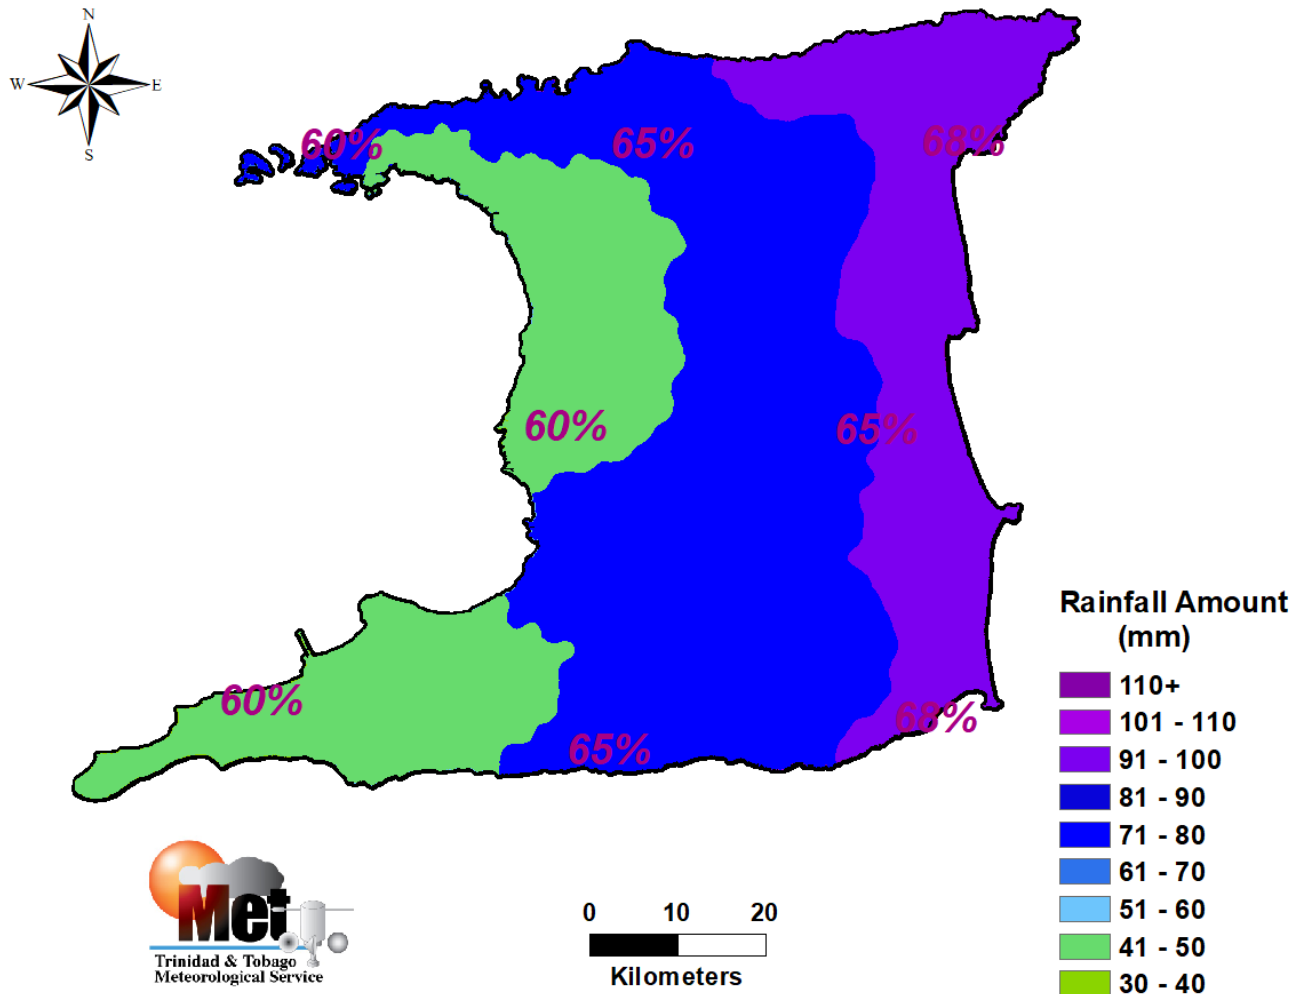 N
W E
S
60% 65% 68%
60% 65%
60%
65% 68%
Rainfall Amount
(mm)
110+
101 - 110
91 - 100
81 - 90
71 - 80
61 - 70
51 - 60
41 - 50
30 - 40
Met
Trinidad & Tobago
Meteorological Service
0 10 20
Kilometers